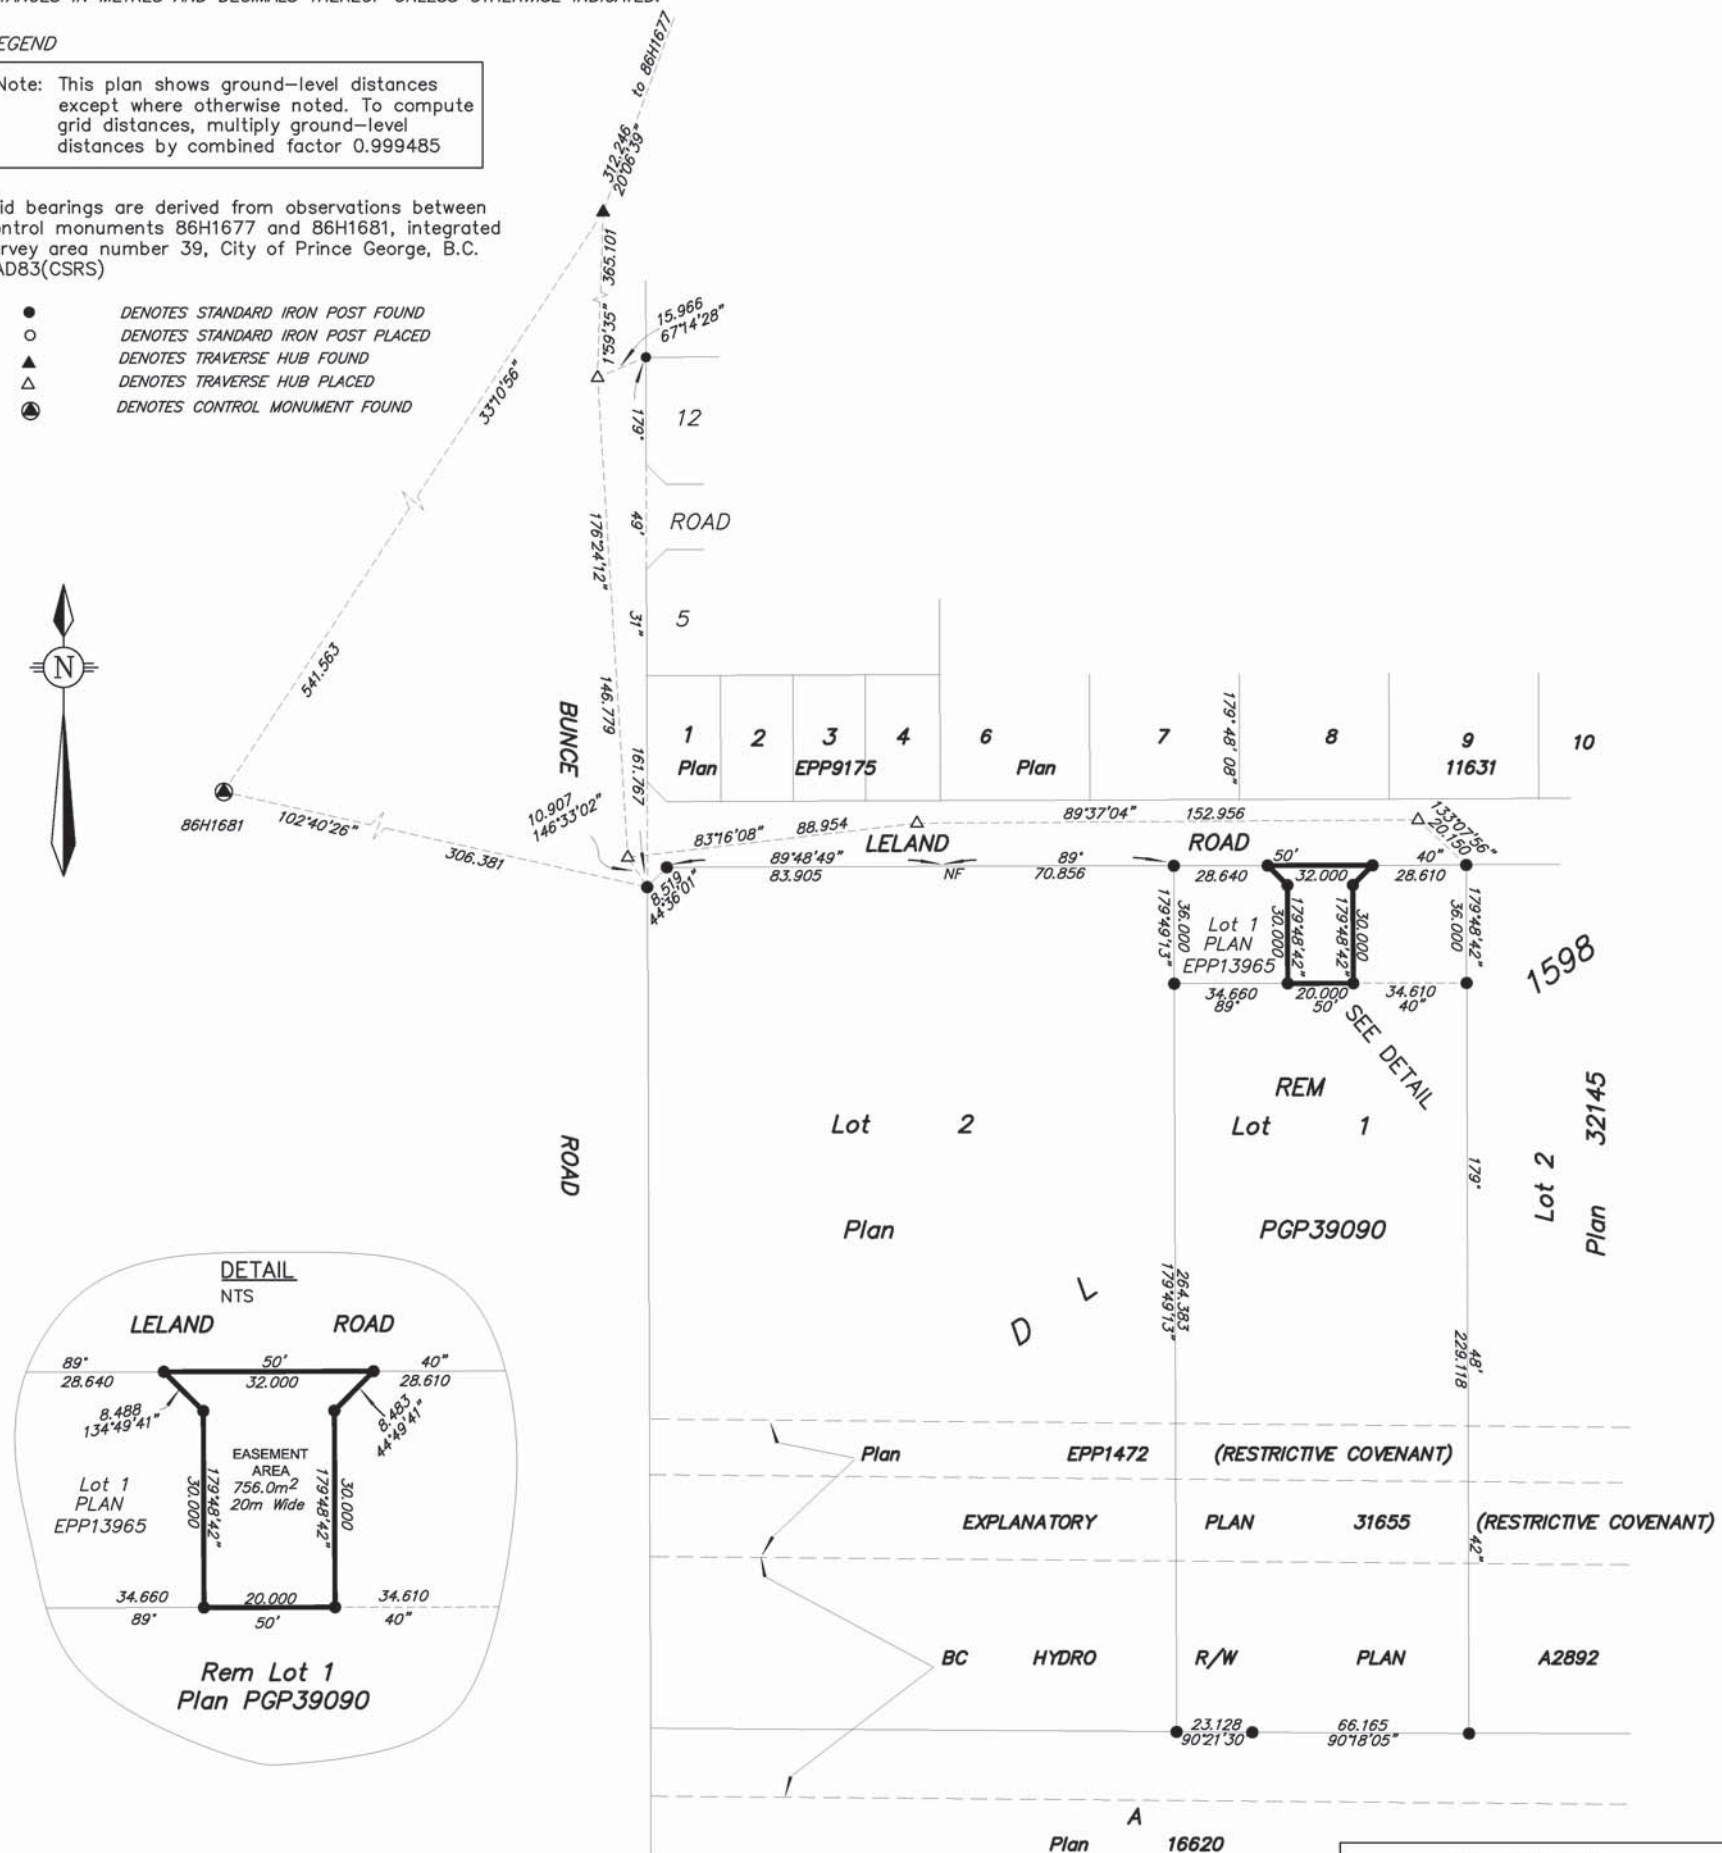 EGEND
Note: This plan shows ground-level distances
except where otherwise noted. To compute
grid distances, multiply ground-level
distances by combined factor 0.999485
id bearings are derived from observations between
ntrol monuments 86H1677 and 86H1681, integrated
rvey area number 39, City of Prince George, B.C.
AD83(CSRS)
DENOTES STANDARD IRON POST FOUND
DENOTES STANDARD IRON POST PLACED
DENOTES TRAVERSE HUB FOUND
DENOTES TRAVERSE HUB PLACED
DENOTES CONTROL MONUMENT FOUND
N
to 86H1677
312.246
20°06'39"
365.101
1°59'35"
15.966
67°14'28"
33°10'56"
541.563
12
179°
49'
31"
161.767
ROAD
5
176°24'12"
146.779
BUNCE
86H1681
102°40'26"
306.381
10.907
146°33'02"
8.519
44°36'01"
1 2 3 4 6 7 8 9 10
Plan EPP9175 Plan 11631
179°48'08"
83°16'08" 88.954
89°37'04" 152.956
133°07'56"
20.150
LELAND ROAD
89°48'49" 89° 50' 40"
83.905 NF 70.856 28.640 32.000 28.610
179°49'13"
36.000
Lot 1
PLAN
EPP13965
30.000
179°48'42"
179°48'42"
30.000
36.000
179°48'42"
34.660 20.000 34.610
89° 50' 40"
SEE DETAIL
1598
REM
Lot 2
Lot 1
Plan
PGP39090
ROAD
D L
264.383
179°49'13"
179°
48'
229.118
42"
Lot 2
Plan 32145
DETAIL
NTS
LELAND ROAD
89° 50' 40"
28.640 32.000 28.610
8.488
134°49'41"
8.483
44°49'41"
EASEMENT
AREA
756.0m²
20m Wide
Lot 1
PLAN
EPP13965
30.000
179°48'42"
179°48'42"
30.000
34.660 20.000 34.610
89° 50' 40"
Rem Lot 1
Plan PGP39090
Plan EPP1472 (RESTRICTIVE COVENANT)
EXPLANATORY PLAN 31655 (RESTRICTIVE COVENANT)
BC HYDRO R/W PLAN A2892
23.128 66.165
90°21'30 90°18'05"
A
Plan 16620